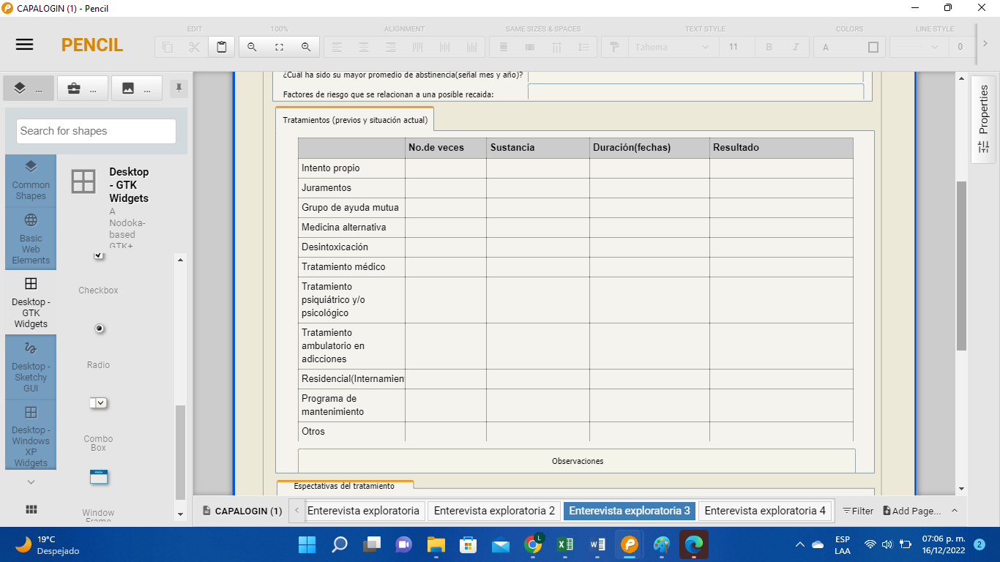 CAPALOGIN (1) - Pencil
EDIT 100% ALIGNMENT SAME SIZES & SPACES TEXT STYLE COLORS LINE STYLE
PENCIL
Tahoma 11 B I A 0
... ... ...
Search for shapes
Common
Shapes
Basic
Web
Elements
Desktop -
GTK
Widgets
Desktop -
Sketchy
GUI
Desktop -
Windows
XP
Widgets
Desktop
- GTK
Widgets
A
Nodoka-
based
GTK+
Checkbox
Radio
Combo
Box
Window
Frame
¿Cuál ha sido su mayor promedio de abstinencia(señal mes y año)?
Factores de riesgo que se relacionan a una posible recaida:
Tratamientos (previos y situación actual)
No.de veces Sustancia Duración(fechas) Resultado
Intento propio
Juramentos
Grupo de ayuda mutua
Medicina alternativa
Desintoxicación
Tratamiento médico
Tratamiento
psiquiátrico y/o
psicológico
Tratamiento
ambulatorio en
adicciones
Residencial(Internamien
Programa de
mantenimiento
Otros
Observaciones
Espectativas del tratamiento
Properties
CAPALOGIN (1) Enterevista exploratoria Enterevista exploratoria 2 Enterevista exploratoria 3 Enterevista exploratoria 4 Filter Add Page...
19°C
Despejado
ESP
LAA
07:06 p. m.
16/12/2022
2